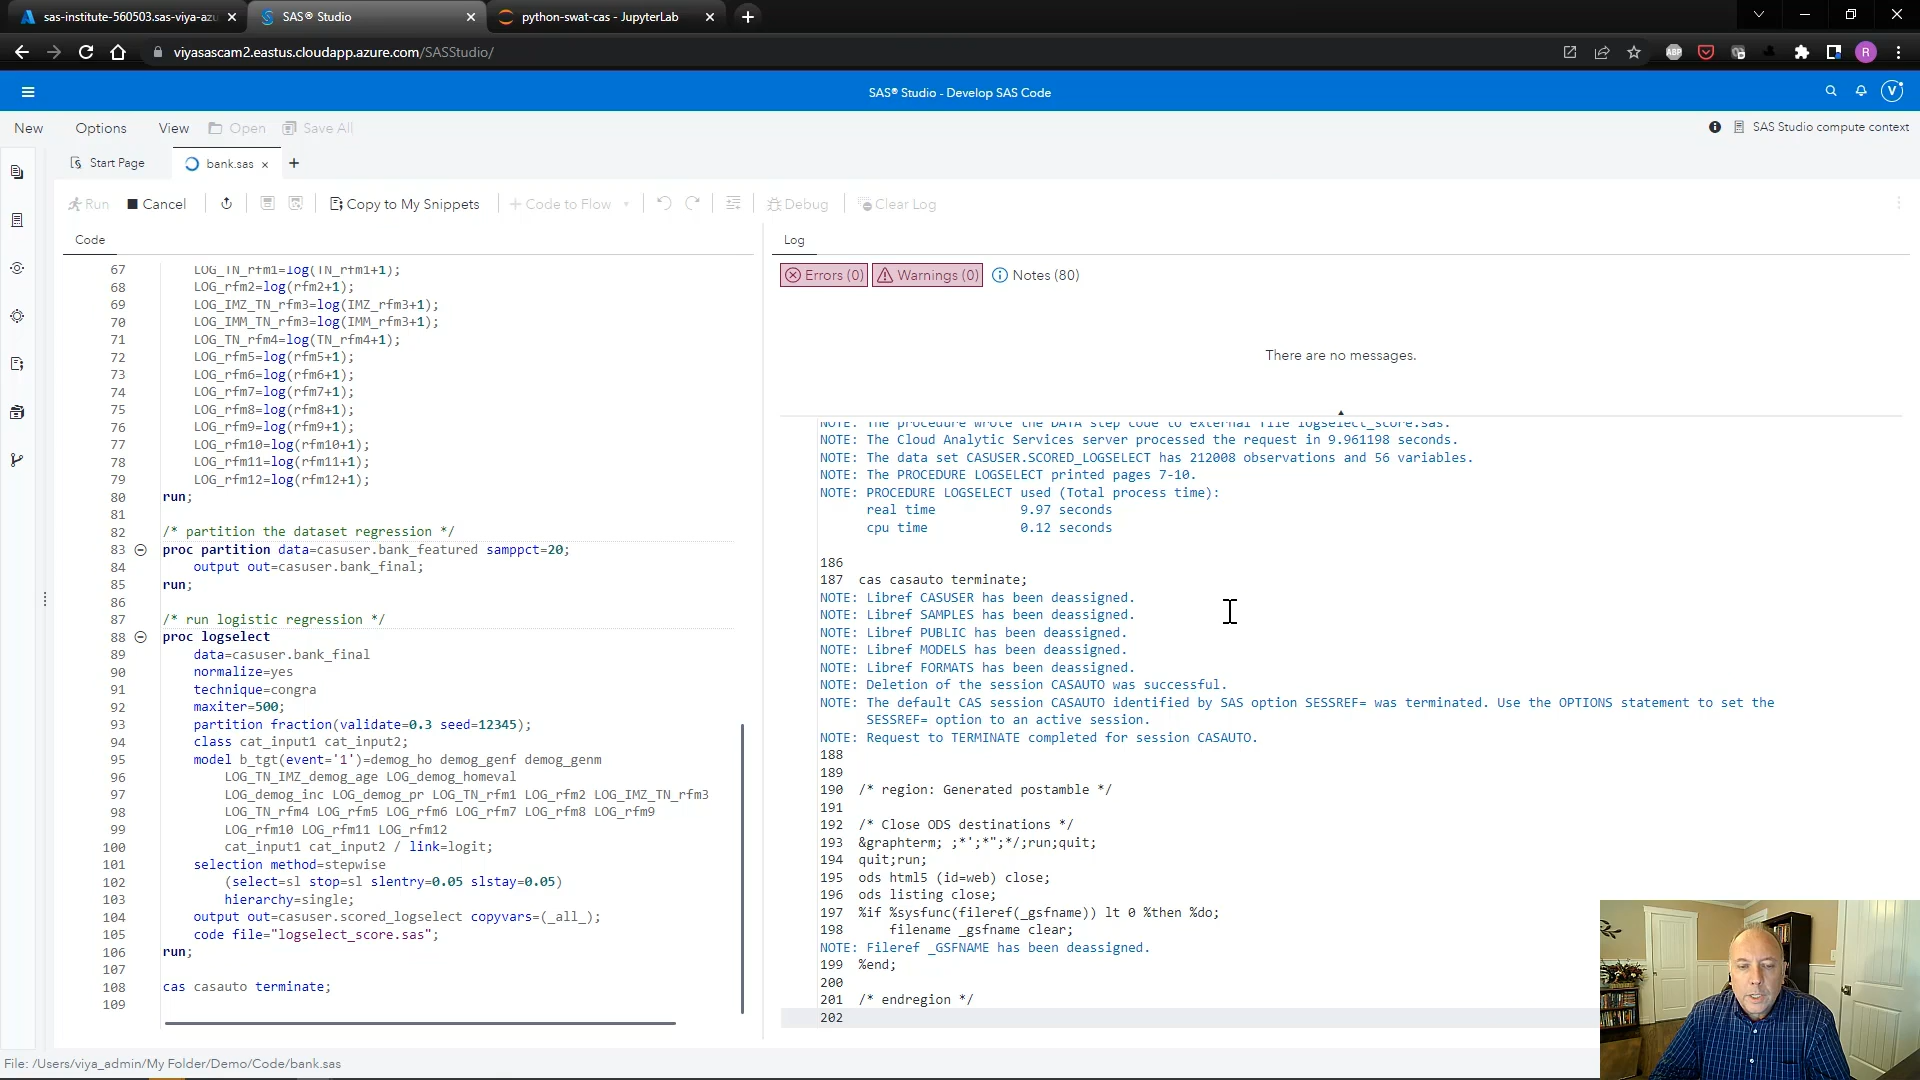 sas-institute-560503.sas-viya-azu
SAS® Studio
python-swat-cas - JupyterLab
viyasascam2.eastus.cloudapp.azure.com/SASStudio/
ABP
R
SAS® Studio - Develop SAS Code
V
New
Options
View
Open
Save All
SAS Studio compute context
Start Page
bank.sas
Run
Cancel
Copy to My Snippets
Code to Flow
Debug
Clear Log
Code
67 LOG_TN_rfm1=log(TN_rfm1+1);
68 LOG_rfm2=log(rfm2+1);
69 LOG_IMZ_TN_rfm3=log(IMZ_rfm3+1);
70 LOG_IMM_TN_rfm3=log(IMM_rfm3+1);
71 LOG_TN_rfm4=log(TN_rfm4+1);
72 LOG_rfm5=log(rfm5+1);
73 LOG_rfm6=log(rfm6+1);
74 LOG_rfm7=log(rfm7+1);
75 LOG_rfm8=log(rfm8+1);
76 LOG_rfm9=log(rfm9+1);
77 LOG_rfm10=log(rfm10+1);
78 LOG_rfm11=log(rfm11+1);
79 LOG_rfm12=log(rfm12+1);
80 run;
81
82 /* partition the dataset regression */
83 proc partition data=casuser.bank_featured samppct=20;
84 output out=casuser.bank_final;
85 run;
86
87 /* run logistic regression */
88 proc logselect
89 data=casuser.bank_final
90 normalize=yes
91 technique=congra
92 maxiter=500;
93 partition fraction(validate=0.3 seed=12345);
94 class cat_input1 cat_input2;
95 model b_tgt(event='1')=demog_ho demog_genf demog_genm
96 LOG_TN_IMZ_demog_age LOG_demog_homeval
97 LOG_demog_inc LOG_demog_pr LOG_TN_rfm1 LOG_rfm2 LOG_IMZ_TN_rfm3
98 LOG_TN_rfm4 LOG_rfm5 LOG_rfm6 LOG_rfm7 LOG_rfm8 LOG_rfm9
99 LOG_rfm10 LOG_rfm11 LOG_rfm12
100 cat_input1 cat_input2 / link=logit;
101 selection method=stepwise
102 (select=sl stop=sl slentry=0.05 slstay=0.05)
103 hierarchy=single;
104 output out=casuser.scored_logselect copyvars=(_all_);
105 code file="logselect_score.sas";
106 run;
107
108 cas casauto terminate;
109
Log
Errors (0)
Warnings (0)
Notes (80)
There are no messages.
NOTE: The procedure wrote the DATA step code to external file logselect_score.sas.
NOTE: The Cloud Analytic Services server processed the request in 9.961198 seconds.
NOTE: The data set CASUSER.SCORED_LOGSELECT has 212008 observations and 56 variables.
NOTE: The PROCEDURE LOGSELECT printed pages 7-10.
NOTE: PROCEDURE LOGSELECT used (Total process time):
real time 9.97 seconds
cpu time 0.12 seconds
186
187 cas casauto terminate;
NOTE: Libref CASUSER has been deassigned.
NOTE: Libref SAMPLES has been deassigned.
NOTE: Libref PUBLIC has been deassigned.
NOTE: Libref MODELS has been deassigned.
NOTE: Libref FORMATS has been deassigned.
NOTE: Deletion of the session CASAUTO was successful.
NOTE: The default CAS session CASAUTO identified by SAS option SESSREF= was terminated. Use the OPTIONS statement to set the
SESSREF= option to an active session.
NOTE: Request to TERMINATE completed for session CASAUTO.
188
189
190 /* region: Generated postamble */
191
192 /* Close ODS destinations */
193 &graphterm; ;*';*";*/;run;quit;
194 quit;run;
195 ods html5 (id=web) close;
196 ods listing close;
197 %if %sysfunc(fileref(_gsfname)) lt 0 %then %do;
198 filename _gsfname clear;
NOTE: Fileref _GSFNAME has been deassigned.
199 %end;
200
201 /* endregion */
202
File: /Users/viya_admin/My Folder/Demo/Code/bank.sas